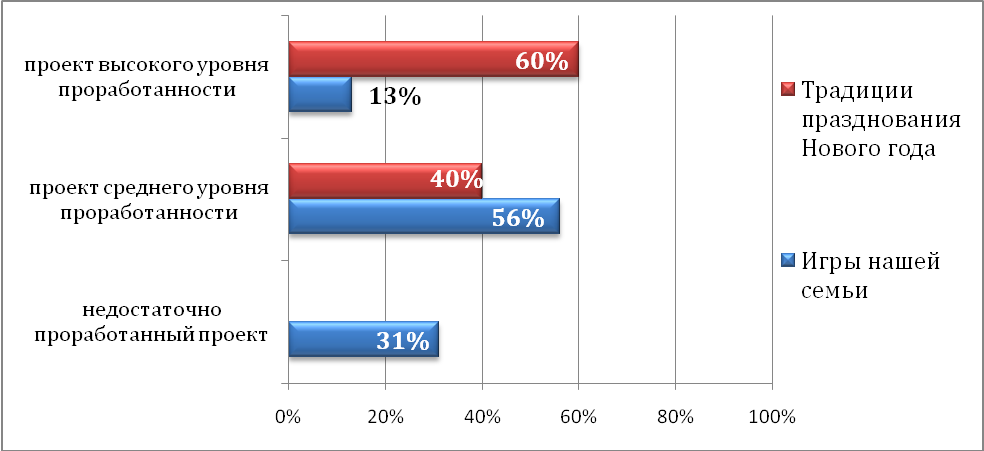 проект высокого уровня
проработанности
60%
13%
проект среднего уровня
проработанности
40%
56%
недостаточно
проработанный проект
31%
0%
20%
40%
60%
80%
100%
Традиции
празднования
Нового года
Игры нашей
семьи